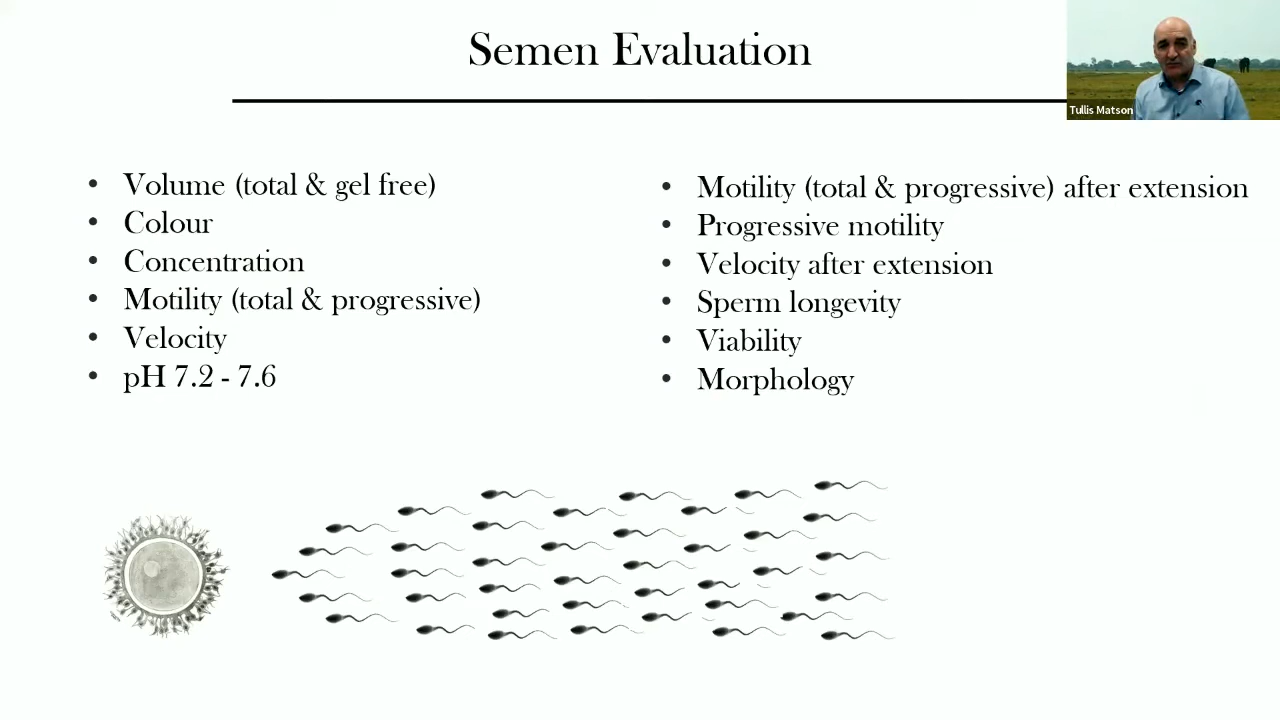 Semen Evaluation
Tullis Matson
• Volume (total & gel free)
• Colour
• Concentration
• Motility (total & progressive)
• Velocity
• pH 7.2 - 7.6
• Motility (total & progressive) after extension
• Progressive motility
• Velocity after extension
• Sperm longevity
• Viability
• Morphology